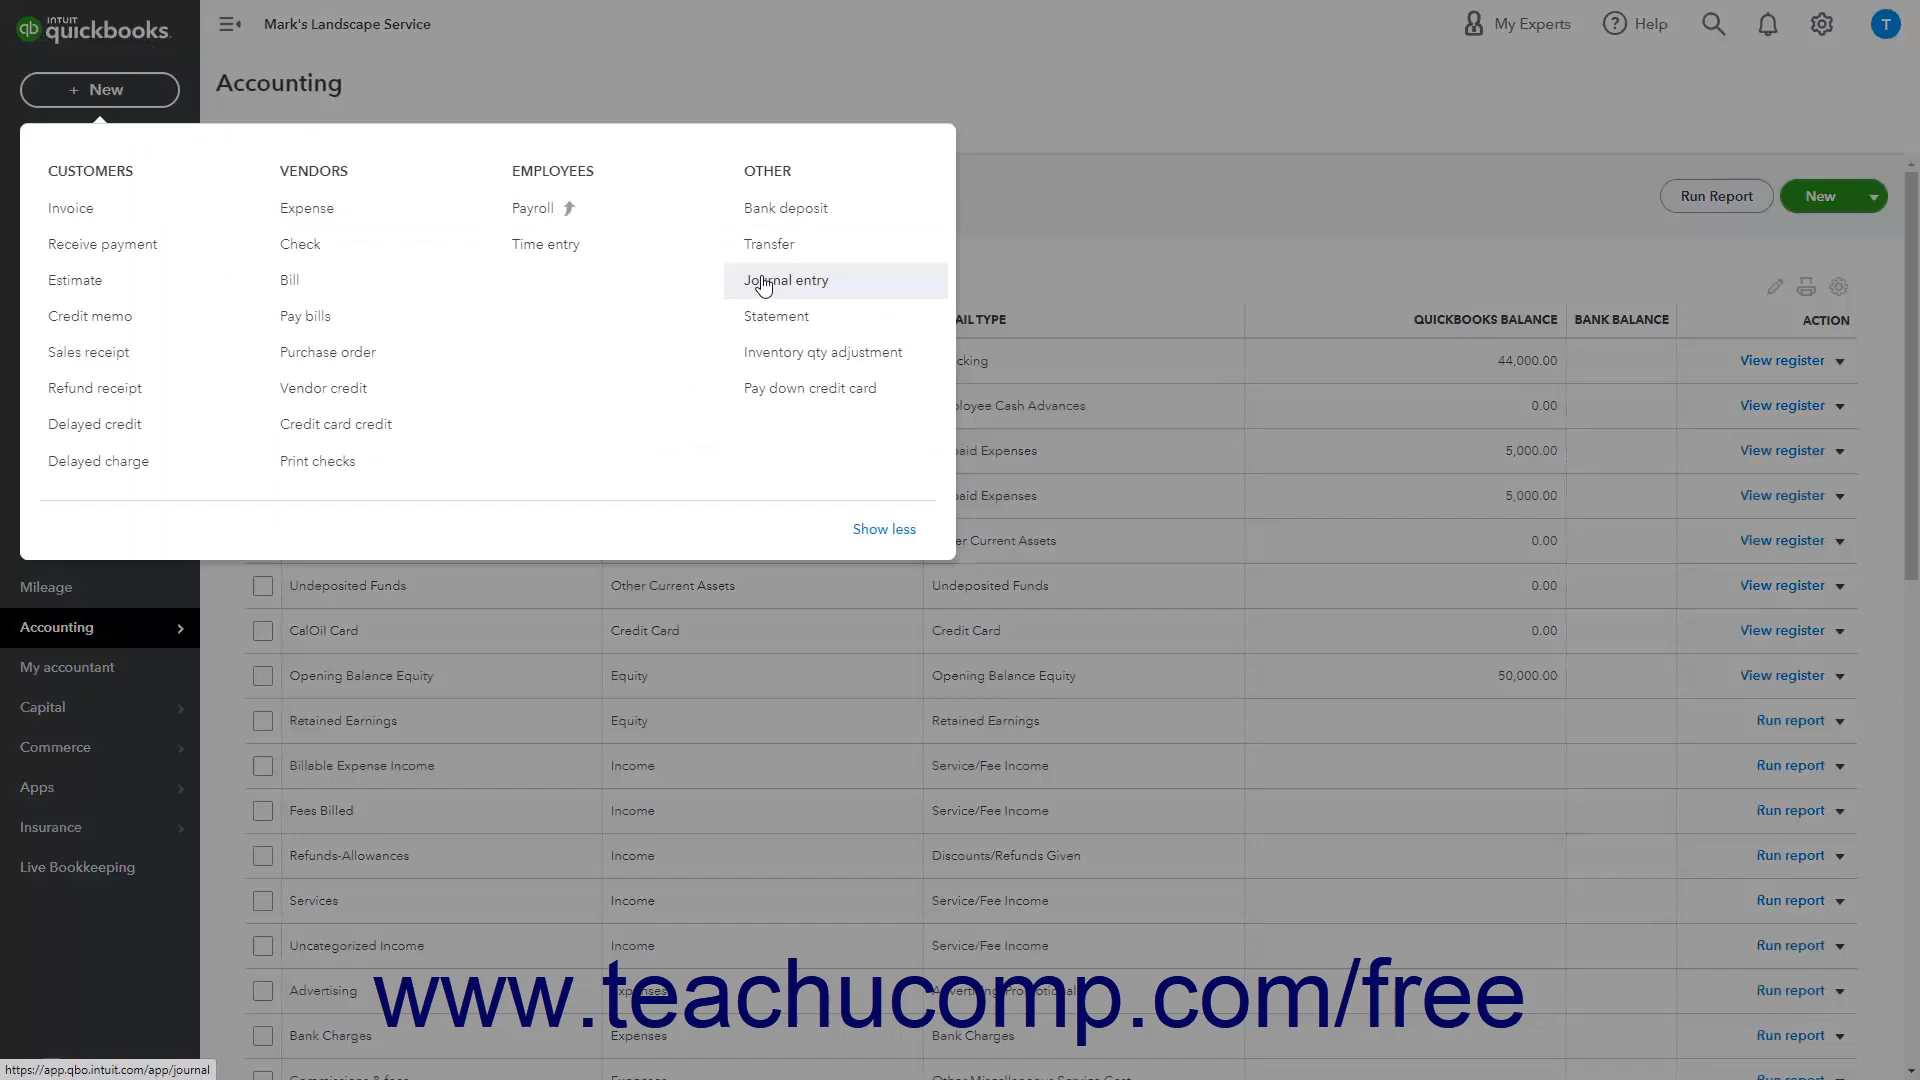 INTUIT
qb quickbooks.
Mark's Landscape Service
My Experts
? Help
T
+ New
Accounting
CUSTOMERS VENDORS EMPLOYEES OTHER
Invoice Expense Payroll Bank deposit
Receive payment Check Time entry Transfer
Estimate Bill Journal entry
Credit memo Pay bills Statement
Sales receipt Purchase order Inventory qty adjustment
Refund receipt Vendor credit Pay down credit card
Delayed credit Credit card credit
Delayed charge Print checks
Show less
Run Report New
AIL TYPE QUICKBOOKS BALANCE BANK BALANCE ACTION
cking 44,000.00 View register
loyee Cash Advances 0.00 View register
aid Expenses 5,000.00 View register
aid Expenses 5,000.00 View register
er Current Assets 0.00 View register
Undeposited Funds Other Current Assets Undeposited Funds 0.00 View register
CalOil Card Credit Card Credit Card 0.00 View register
Opening Balance Equity Equity Opening Balance Equity 50,000.00 View register
Retained Earnings Equity Retained Earnings Run report
Billable Expense Income Income Service/Fee Income Run report
Fees Billed Income Service/Fee Income Run report
Refunds-Allowances Income Discounts/Refunds Given Run report
Services Income Service/Fee Income Run report
Uncategorized Income Income Service/Fee Income Run report
Advertising Expenses Advertising/Promotional Run report
Bank Charges Expenses Bank Charges Run report
Mileage
Accounting
My accountant
Capital
Commerce
Apps
Insurance
Live Bookkeeping
www.teachucomp.com/free
https://app.qbo.intuit.com/app/journal